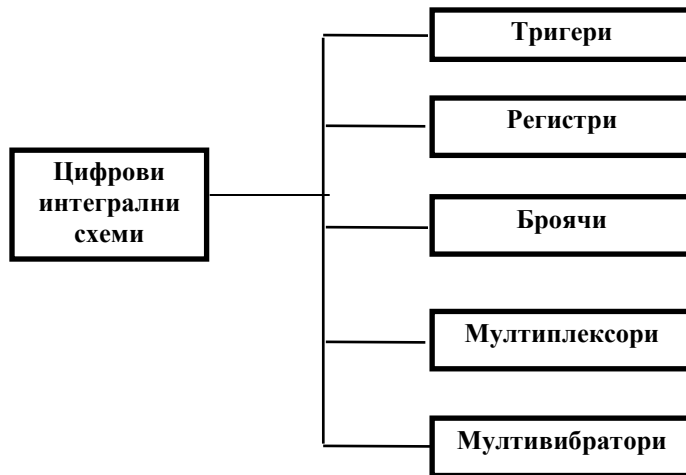 Цифрови
интегрални
схеми
Тригери
Регистри
Броячи
Мултиплексори
Мултивибратори